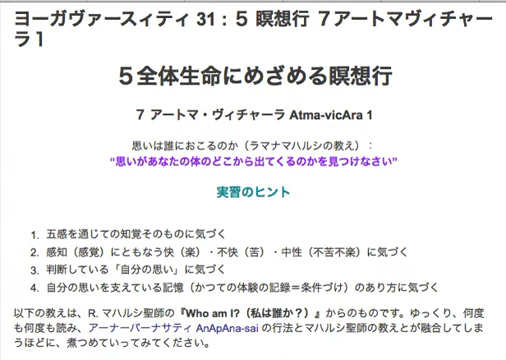 ヨーガヴァースィティ 31：５ 瞑想行 ７アートマヴィチャー
ラ１
５全体生命にめざめる瞑想行
７ アートマ・ヴィチャーラ Atma-vicAra 1
思いは誰におこるのか（ラマナマハルシの教え）：
“思いがあなたの体のどこから出てくるのかを見つけなさい”
実習のヒント
1. 五感を通じての知覚そのものに気づく
2. 感知（感覚）にともなう快（楽）・不快（苦）・中性（不苦不楽）に気づく
3. 判断している「自分の思い」に気づく
4. 自分の思いを支えている記憶（かつての体験の記録＝条件づけ）のあり方に気づく
以下の教えは、R. マハルシ聖師の『Who am I?（私は誰か？）』からのものです。ゆっくり、何度
も何度も読み、アーナーパーナサティ AnApAna-sai の行法とマハルシ聖師の教えとが融合してしま
うほどに、煮つめていってみてください。